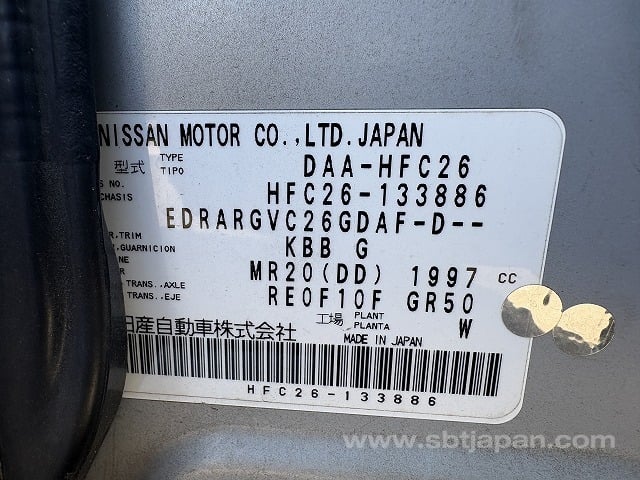 NISSAN MOTOR CO.,LTD.JAPAN
型式 TYPE TIPO DAA-HFC26
S NO. CHASIS HFC26-133886
EDRARGVC26GDAF-D--
R,TRIM R,GUARNICION KBB G
NE MR20(DD) 1997 CC
TRANS.,AXLE TRANS.,EJE RE0F10F GR50
工場 PLANT PLANTA W
日産自動車株式会社 MADE IN JAPAN
HFC26-133886
www.sbtjapan.com